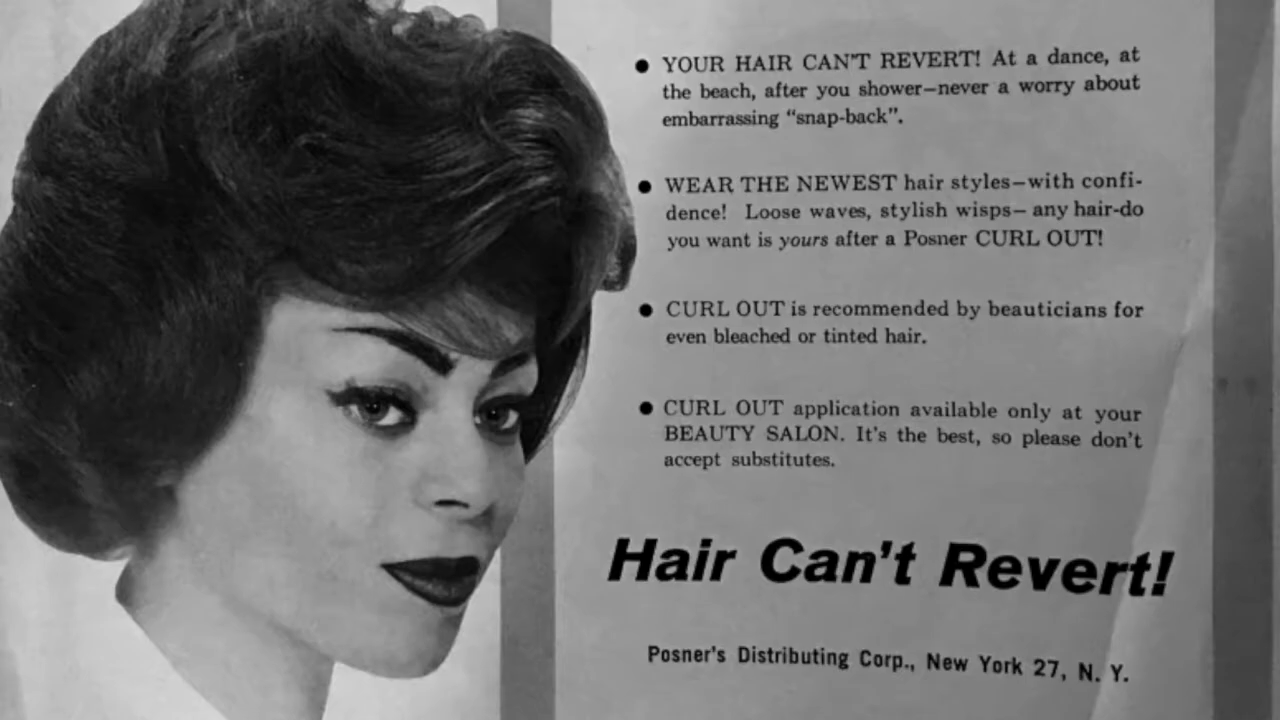 ● YOUR HAIR CAN'T REVERT! At a dance, at
the beach, after you shower—never a worry about
embarrassing "snap-back".
● WEAR THE NEWEST hair styles—with confi-
dence! Loose waves, stylish wisps— any hair-do
you want is yours after a Posner CURL OUT!
● CURL OUT is recommended by beauticians for
even bleached or tinted hair.
● CURL OUT application available only at your
BEAUTY SALON. It's the best, so please don't
accept substitutes.
Hair Can't Revert!
Posner's Distributing Corp., New York 27, N. Y.